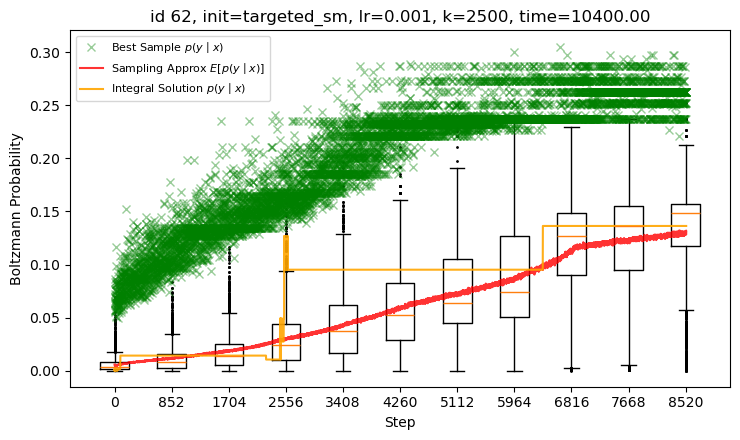 id 62, init=targeted_sm, lr=0.001, k=2500, time=10400.00
Best Sample p(y | x)
Sampling Approx E[p(y | x)]
Integral Solution p(y | x)
Boltzmann Probability
0.30
0.25
0.20
0.15
0.10
0.05
0.00
0 852 1704 2556 3408 4260 5112 5964 6816 7668 8520
Step